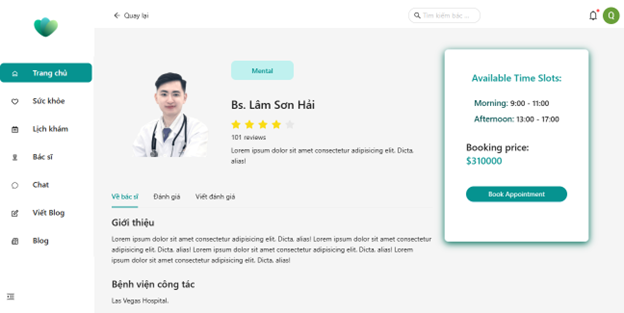 Quay lại
Tìm kiếm bác ...
Q
Trang chủ
Sức khỏe
Lịch khám
Bác sĩ
Chat
Viết Blog
Blog
Mental
Bs. Lâm Sơn Hải
101 reviews
Lorem ipsum dolor sit amet consectetur adipisicing elit. Dicta,
alias!
Về bác sĩ
Đánh giá
Viết đánh giá
Giới thiệu
Lorem ipsum dolor sit amet consectetur adipisicing elit. Dicta, alias! Lorem ipsum dolor sit amet consectetur
adipisicing elit. Dicta, alias! Lorem ipsum dolor sit amet consectetur adipisicing elit. Dicta, alias! Lorem
ipsum dolor sit amet consectetur adipisicing elit. Dicta, alias!
Bệnh viện công tác
Las Vegas Hospital.
Available Time Slots:
Morning: 9:00 - 11:00
Afternoon: 13:00 - 17:00
Booking price:
$310000
Book Appointment